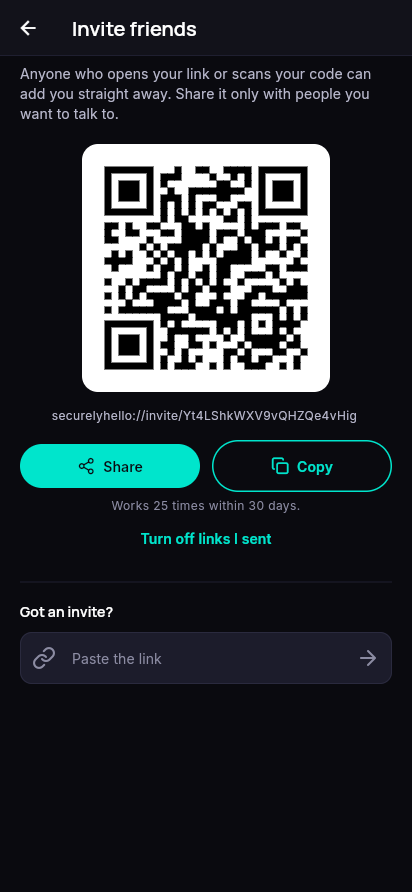 Invite friends
Anyone who opens your link or scans your code can
add you straight away. Share it only with people you
want to talk to.
securelyhello://invite/Yt4LShkWXV9vQHZQe4vHig
Share
Copy
Works 25 times within 30 days.
Turn off links I sent
Got an invite?
Paste the link